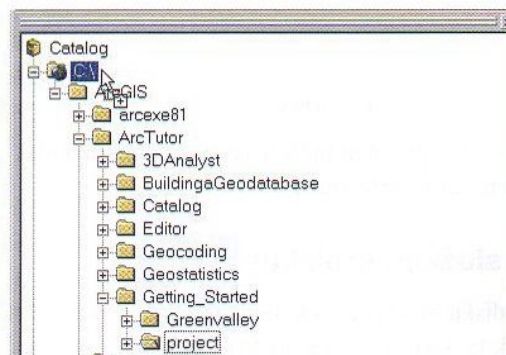 Catalog
C:\
ArcGIS
arcexe81
ArcTutor
3DAnalyst
BuildingaGeodatabase
Catalog
Editor
Geocoding
Geostatistics
Getting_Started
Greenvalley
project